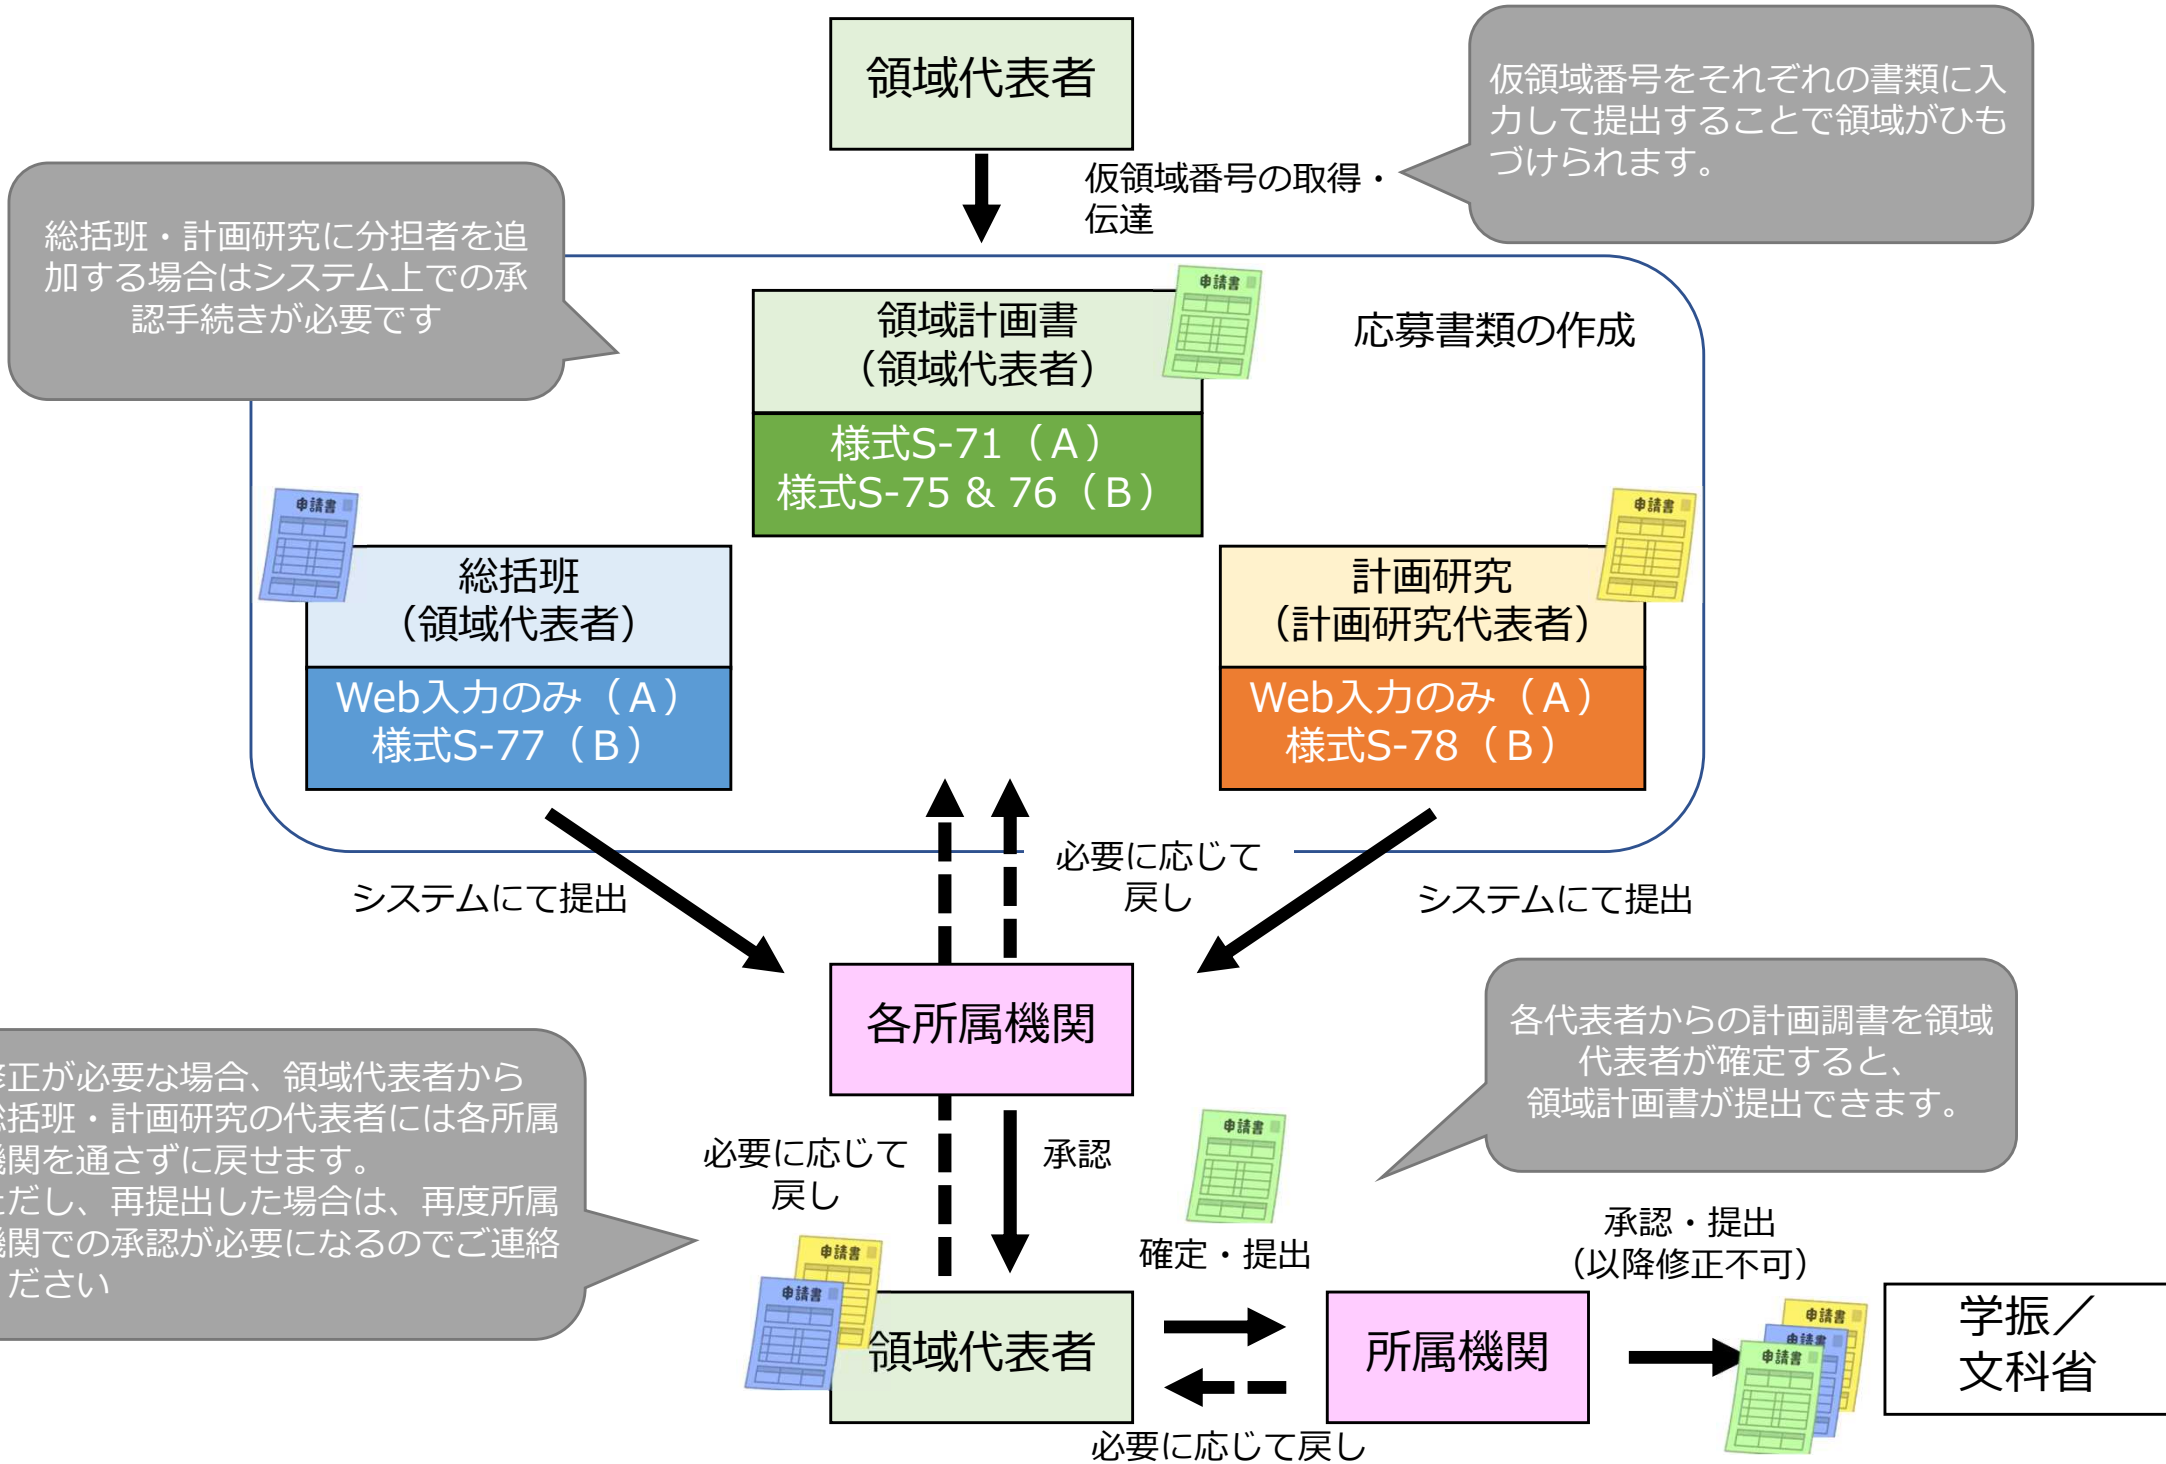 領域代表者
仮領域番号をそれぞれの書類に入
力して提出することで領域がひも
づけられます。
仮領域番号の取得・
伝達
総括班・計画研究に分担者を追
加する場合はシステム上での承
認手続きが必要です
応募書類の作成
申請書
領域計画書
（領域代表者）
様式S-71（Ａ）
様式S-75 & 76（Ｂ）
申請書
総括班
（領域代表者）
Web入力のみ（Ａ）
様式S-77（Ｂ）
申請書
計画研究
（計画研究代表者）
Web入力のみ（Ａ）
様式S-78（Ｂ）
システムにて提出
必要に応じて
戻し
システムにて提出
各所属機関
各代表者からの計画調書を領域
代表者が確定すると、
領域計画書が提出できます。
修正が必要な場合、領域代表者から
総括班・計画研究の代表者には各所属
機関を通さずに戻せます。
ただし、再提出した場合は、再度所属
機関での承認が必要になるのでご連絡
ださい
必要に応じて
戻し
承認
申請書
確定・提出
承認・提出
（以降修正不可）
申請書
申請書
領域代表者
所属機関
必要に応じて戻し
申請書
申請書
申請書
学振／
文科省